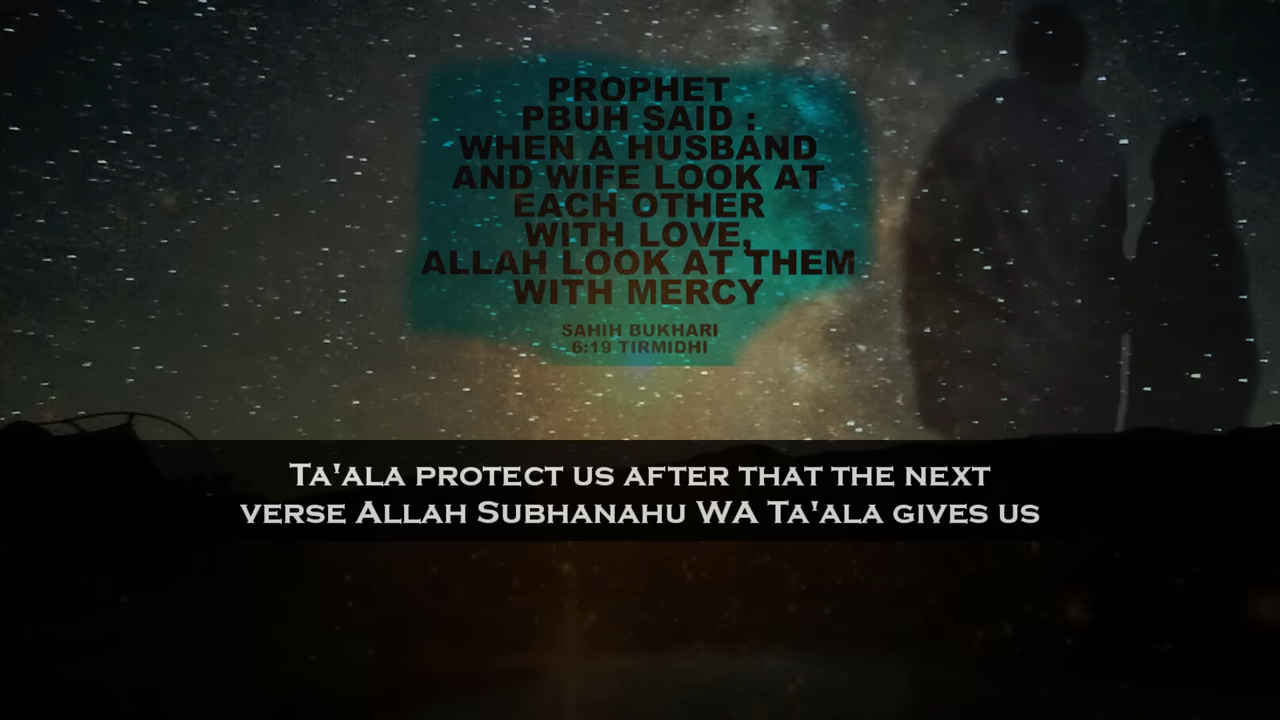 PROPHET
PBUH SAID :
WHEN A HUSBAND
AND WIFE LOOK AT
EACH OTHER
WITH LOVE,
ALLAH LOOK AT THEM
WITH MERCY
SAHIH BUKHARI
6:19 TIRMIDHI
TA'ALA PROTECT US AFTER THAT THE NEXT
VERSE ALLAH SUBHANAHU WA TA'ALA GIVES US